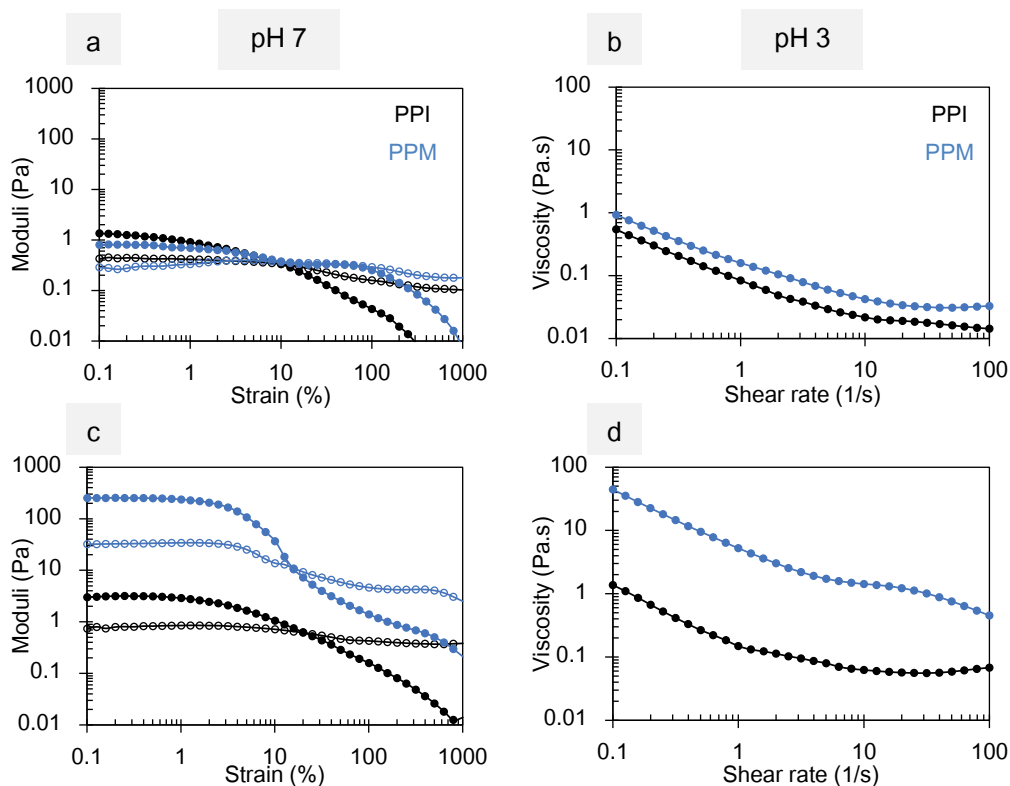 a
pH 7
b
pH 3
1000
100
10
1
0.1
0.01
Moduli (Pa)
PPI
PPM
0.1
1
10
100
1000
Strain (%)
100
10
1
0.1
0.01
Viscosity (Pa.s)
PPI
PPM
0.1
1
10
100
Shear rate (1/s)
c
d
1000
100
10
1
0.1
0.01
Moduli (Pa)
0.1
1
10
100
1000
Strain (%)
100
10
1
0.1
0.01
Viscosity (Pa.s)
0.1
1
10
100
Shear rate (1/s)